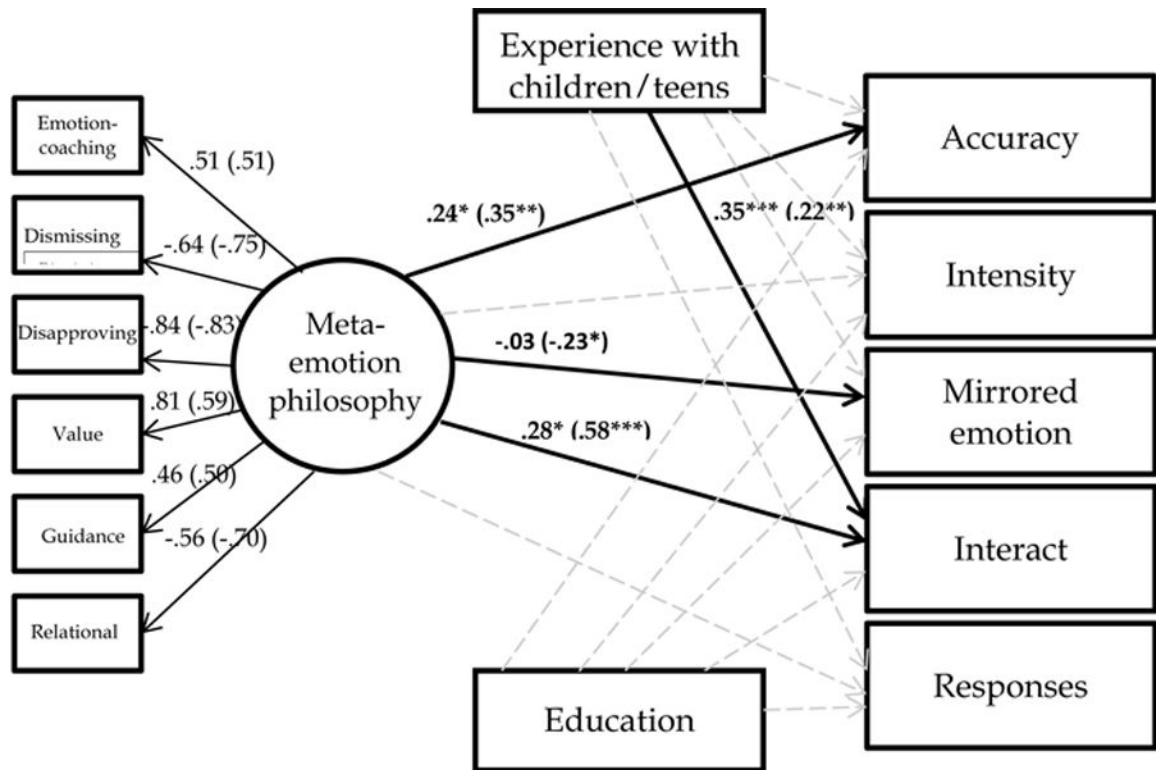 Experience with
children/teens
Emotion-
coaching
.51 (.51)
Accuracy
.24* (.35**)
.35*** (.22**)
Dismissing
-.64 (-.75)
Intensity
Meta-
emotion
philosophy
Disapproving
-.84 (-.83)
-.03 (-.23*)
Mirrored
emotion
Value
.81 (.59)
.28* (.58***)
.46 (.50)
Guidance
-.56 (-.70)
Interact
Relational
Responses
Education